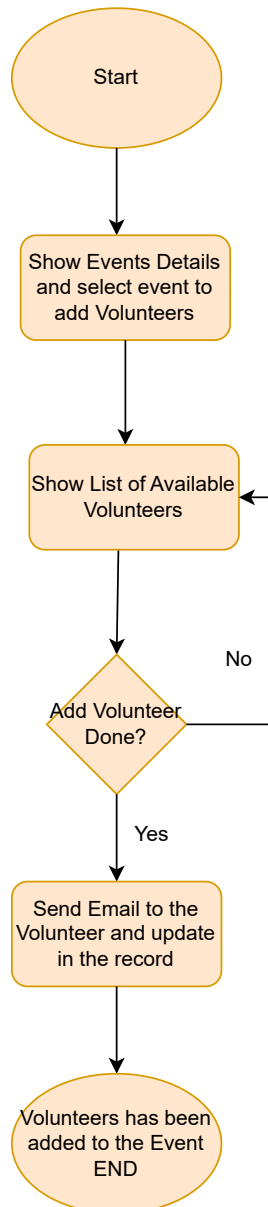 Start
Show Events Details
and select event to
add Volunteers
Show List of Available
Volunteers
No
Add Volunteer
Done?
Yes
Send Email to the
Volunteer and update
in the record
Volunteers has been
added to the Event
END